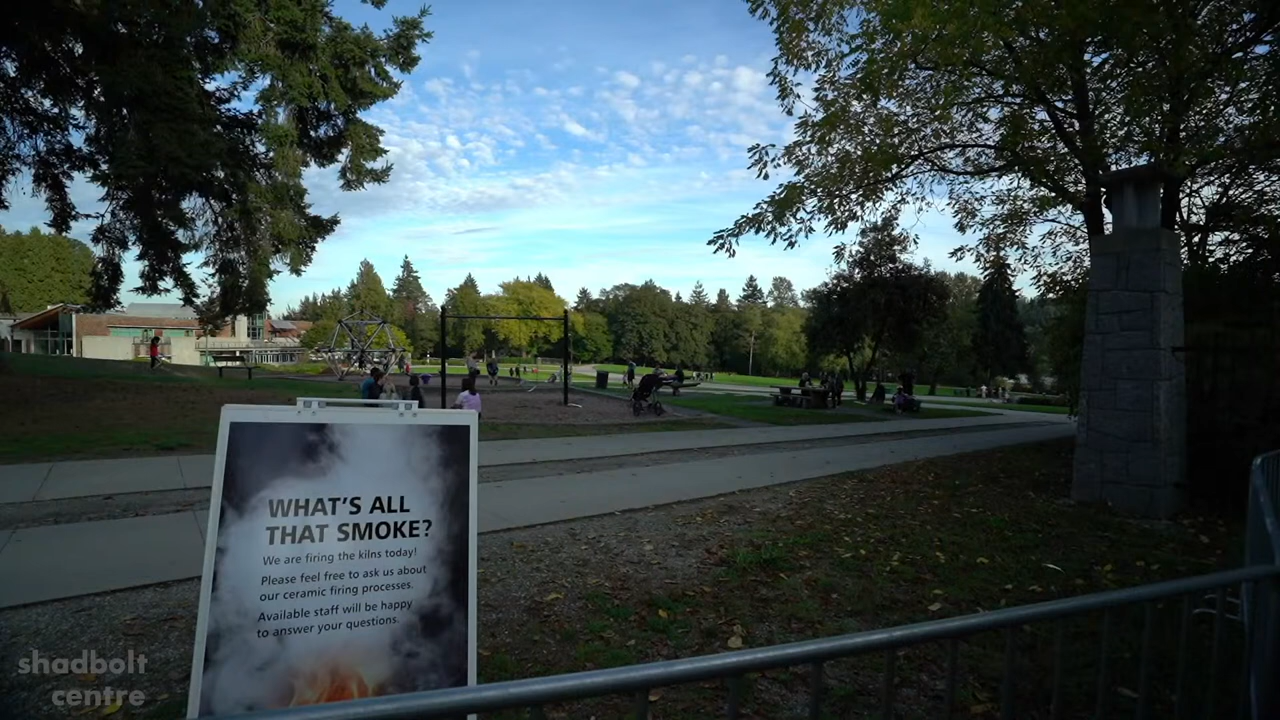 WHAT'S ALL
THAT SMOKE?
We are firing the kilns today!
Please feel free to ask us about
our ceramic firing processes.
Available staff will be happy
to answer your questions.
shadbolt
centre